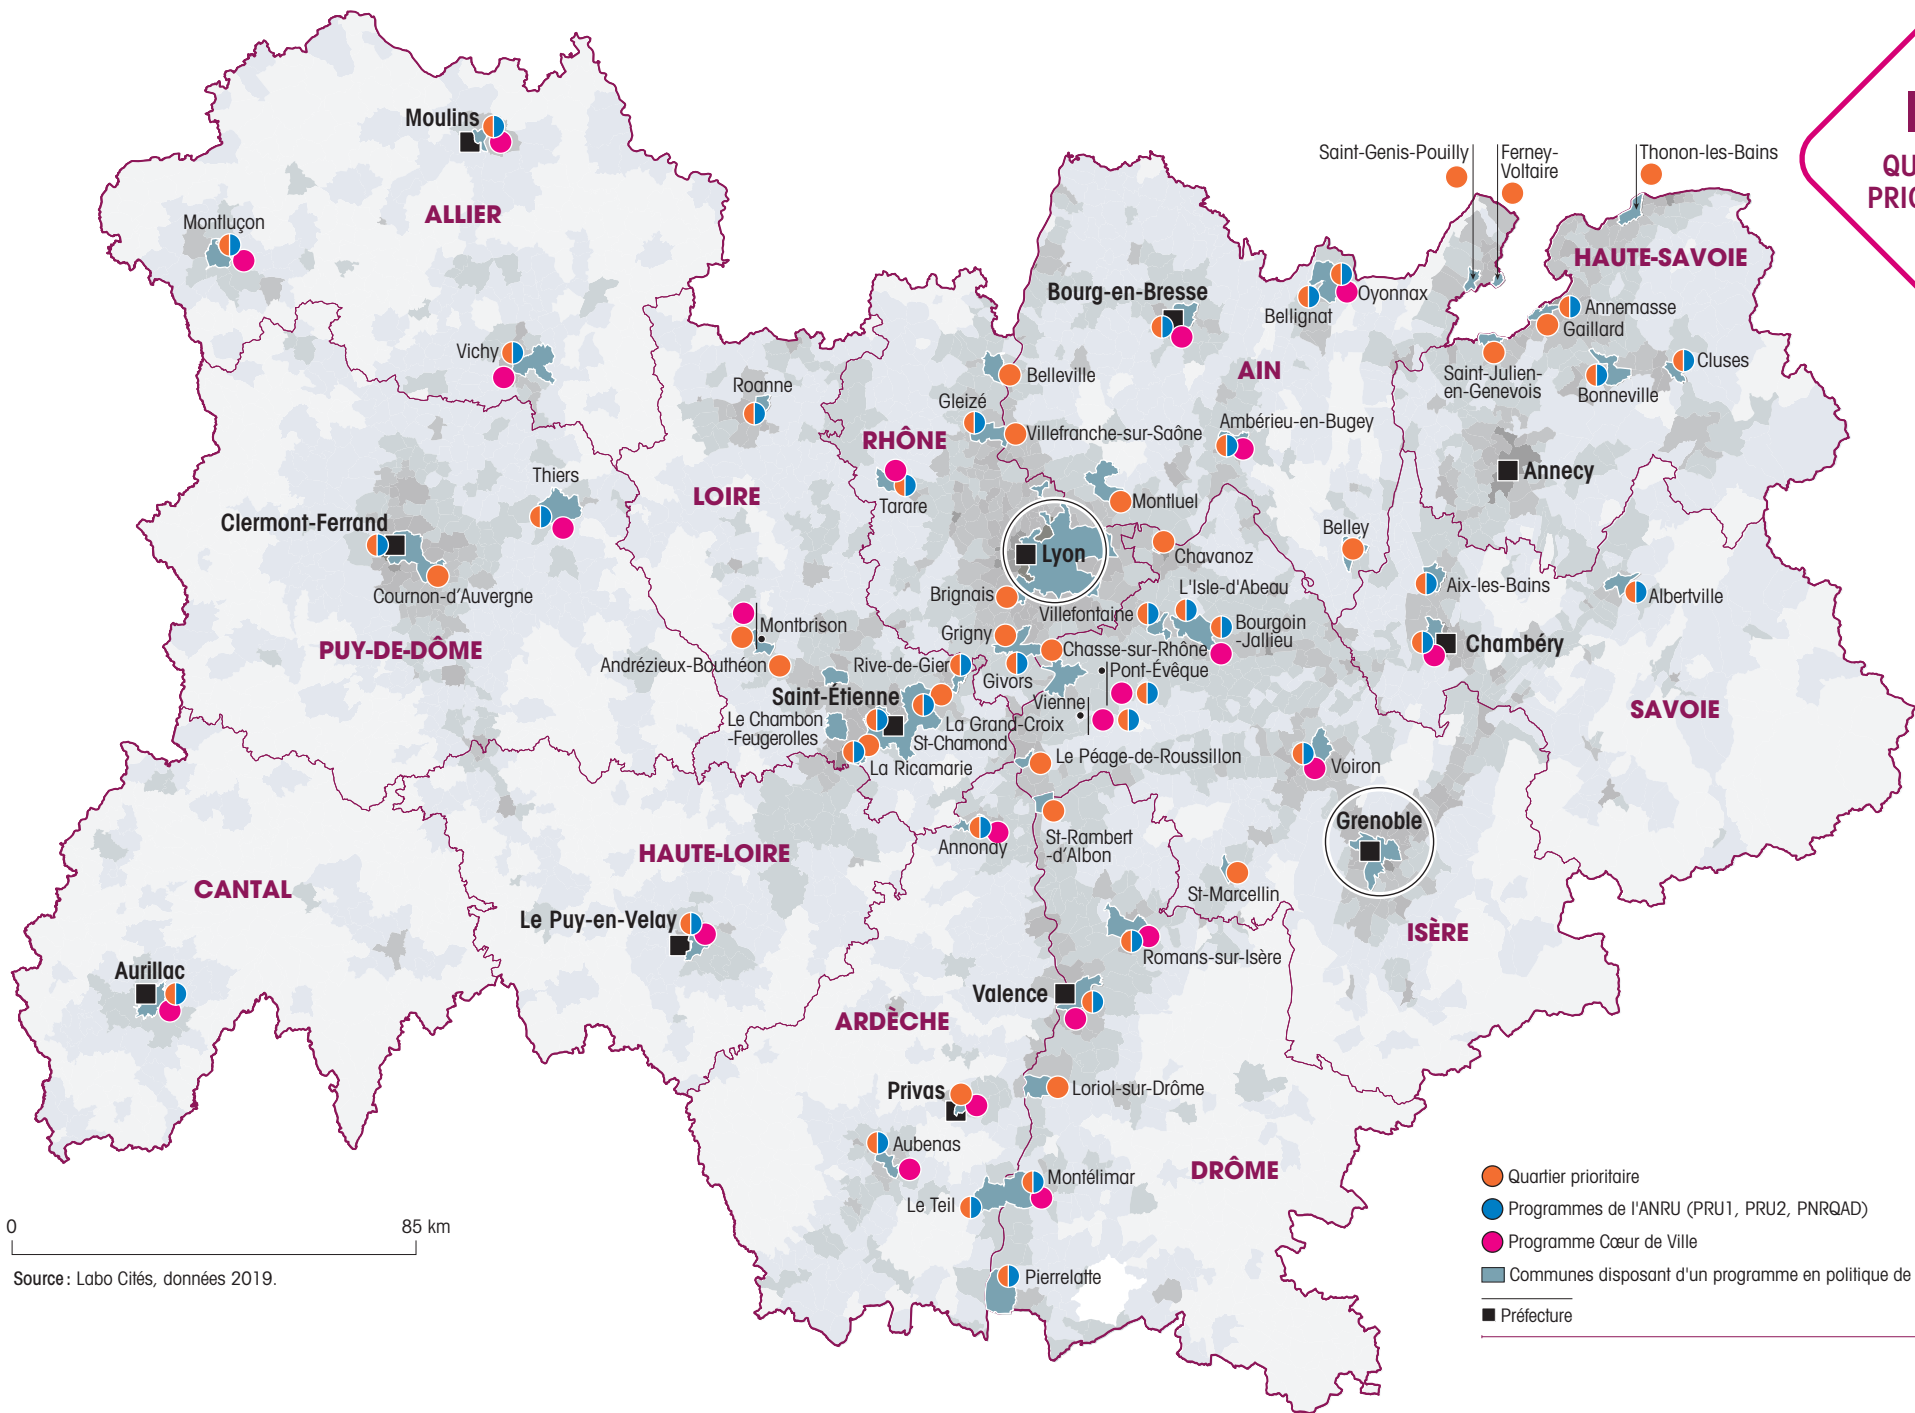 Moulins
ALLIER
Montluçon
Vichy
Saint-Genis-Pouilly
Ferney-
Voltaire
Thonon-les-Bains
QU
PRIO
HAUTE-SAVOIE
Bourg-en-Bresse
Oyonnax
Bellignat
Annemasse
Gaillard
Saint-Julien-
en-Genevois
Bonneville
Cluses
AIN
Roanne
Belleville
Gleizé
Villefranche-sur-Saône
RHÔNE
Ambérieu-en-Bugey
Annecy
Thiers
LOIRE
Tarare
Montluel
Clermont-Ferrand
Cournon-d'Auvergne
Lyon
Chavanoz
Belley
Aix-les-Bains
Albertville
Brignais
Villefontaine
L'Isle-d'Abeau
Bourgoin
-Jallieu
Montbrison
PUY-DE-DÔME
Andrézieux-Bouthéon
Grigny
Chasse-sur-Rhône
Chambéry
Rive-de-Gier
Givors
Pont-Évêque
Saint-Étienne
Vienne
SAVOIE
Le Chambon
-Feugerolles
La Grand-Croix
St-Chamond
La Ricamarie
Le Péage-de-Roussillon
Voiron
Annonay
St-Rambert
-d'Albon
Grenoble
HAUTE-LOIRE
CANTAL
St-Marcellin
Le Puy-en-Velay
ISÈRE
Romans-sur-Isère
Aurillac
Valence
ARDÈCHE
Privas
Loriol-sur-Drôme
Aubenas
Montélimar
DRÔME
Le Teil
Pierrelatte
0
85 km
Source : Labo Cités, données 2019.
Quartier prioritaire
Programmes de l'ANRU (PRU1, PRU2, PNRQAD)
Programme Cœur de Ville
Communes disposant d'un programme en politique de
Préfecture